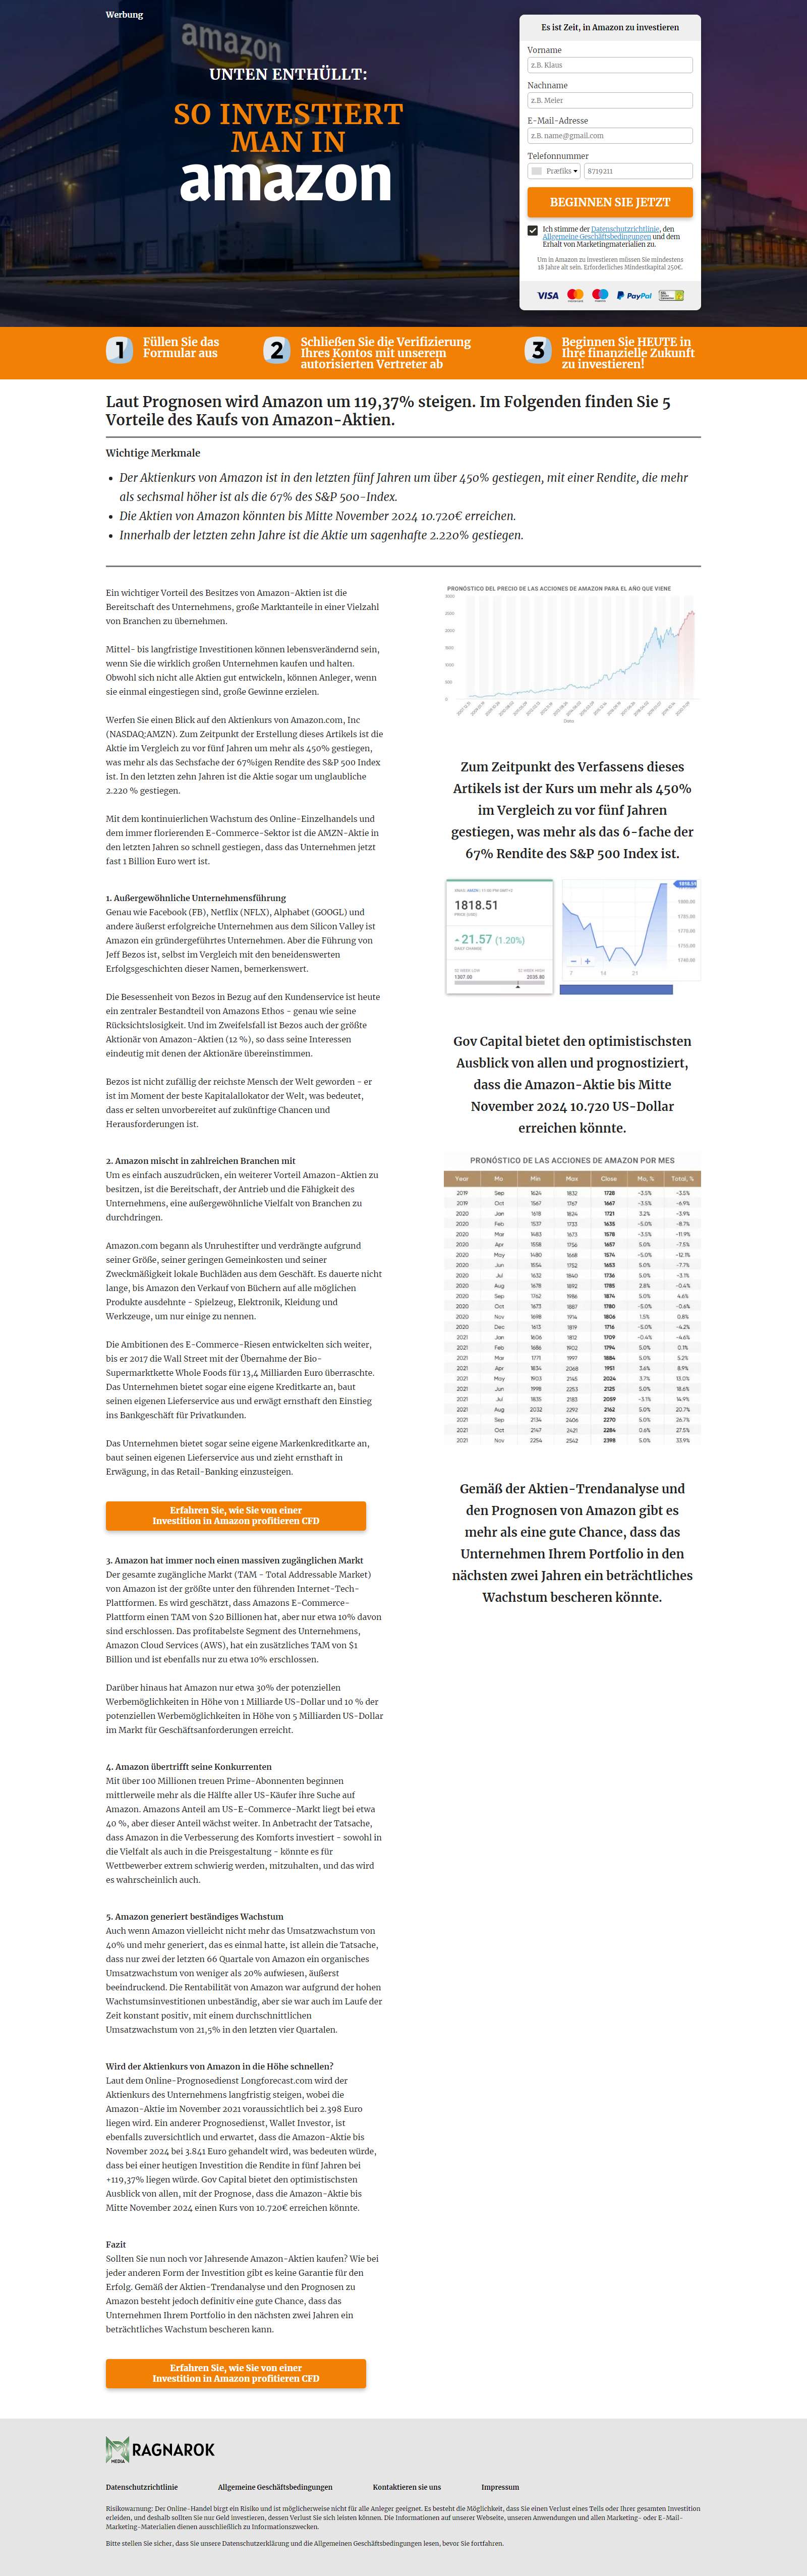 Werbung
amazon
UNTEN ENTHÜLLT:
SO INVESTIERT
MAN IN
amazon
Es ist Zeit, in Amazon zu investieren
Vorname
z.B. Klaus
Nachname
z.B. Meier
E-Mail-Adresse
z.B. name@gmail.com
Telefonnummer
Præfiks
8719211
BEGINNEN SIE JETZT
Ich stimme der Datenschutzrichtlinie, den
Allgemeine Geschäftsbedingungen und dem
Erhalt von Marketingmaterialien zu.
Um in Amazon zu investieren müssen Sie mindestens
18 Jahre alt sein. Erforderliches Mindestkapital 250€.
VISA
PayPal
1 Füllen Sie das
Formular aus
2 Schließen Sie die Verifizierung
Ihres Kontos mit unserem
autorisierten Vertreter ab
3 Beginnen Sie HEUTE in
Ihre finanzielle Zukunft
zu investieren!
Laut Prognosen wird Amazon um 119,37% steigen. Im Folgenden finden Sie 5
Vorteile des Kaufs von Amazon-Aktien.
Wichtige Merkmale
• Der Aktienkurs von Amazon ist in den letzten fünf Jahren um über 450% gestiegen, mit einer Rendite, die mehr
als sechsmal höher ist als die 67% des S&P 500-Index.
• Die Aktien von Amazon könnten bis Mitte November 2024 10.720€ erreichen.
• Innerhalb der letzten zehn Jahre ist die Aktie um sagenhafte 2.220% gestiegen.
Ein wichtiger Vorteil des Besitzes von Amazon-Aktien ist die
Bereitschaft des Unternehmens, große Marktanteile in einer Vielzahl
von Branchen zu übernehmen.
Mittel- bis langfristige Investitionen können lebensverändernd sein,
wenn Sie die wirklich großen Unternehmen kaufen und halten.
Obwohl sich nicht alle Aktien gut entwickeln, können Anleger, wenn
sie einmal eingestiegen sind, große Gewinne erzielen.
Werfen Sie einen Blick auf den Aktienkurs von Amazon.com, Inc
(NASDAQ:AMZN). Zum Zeitpunkt der Erstellung dieses Artikels ist die
Aktie im Vergleich zu vor fünf Jahren um mehr als 450% gestiegen,
was mehr als das Sechsfache der 67%igen Rendite des S&P 500 Index
ist. In den letzten zehn Jahren ist die Aktie sogar um unglaubliche
2.220 % gestiegen.
Mit dem kontinuierlichen Wachstum des Online-Einzelhandels und
dem immer florierenden E-Commerce-Sektor ist die AMZN-Aktie in
den letzten Jahren so schnell gestiegen, dass das Unternehmen jetzt
fast 1 Billion Euro wert ist.
1. Außergewöhnliche Unternehmensführung
Genau wie Facebook (FB), Netflix (NFLX), Alphabet (GOOGL) und
andere äußerst erfolgreiche Unternehmen aus dem Silicon Valley ist
Amazon ein gründergeführtes Unternehmen. Aber die Führung von
Jeff Bezos ist, selbst im Vergleich mit den beneidenswerten
Erfolgsgeschichten dieser Namen, bemerkenswert.
Die Besessenheit von Bezos in Bezug auf den Kundenservice ist heute
ein zentraler Bestandteil von Amazons Ethos - genau wie seine
Rücksichtslosigkeit. Und im Zweifelsfall ist Bezos auch der größte
Aktionär von Amazon-Aktien (12 %), so dass seine Interessen
eindeutig mit denen der Aktionäre übereinstimmen.
Bezos ist nicht zufällig der reichste Mensch der Welt geworden - er
ist im Moment der beste Kapitalallokator der Welt, was bedeutet,
dass er selten unvorbereitet auf zukünftige Chancen und
Herausforderungen ist.
2. Amazon mischt in zahlreichen Branchen mit
Um es einfach auszudrücken, ein weiterer Vorteil Amazon-Aktien zu
besitzen, ist die Bereitschaft, der Antrieb und die Fähigkeit des
Unternehmens, eine außergewöhnliche Vielfalt von Branchen zu
durchdringen.
Amazon.com begann als Unruhestifter und verdrängte aufgrund
seiner Größe, seiner geringen Gemeinkosten und seiner
Zweckmäßigkeit lokale Buchläden aus dem Geschäft. Es dauerte nicht
lange, bis Amazon den Verkauf von Büchern auf alle möglichen
Produkte ausdehnte - Spielzeug, Elektronik, Kleidung und
Werkzeuge, um nur einige zu nennen.
Die Ambitionen des E-Commerce-Riesen entwickelten sich weiter,
bis er 2017 die Wall Street mit der Übernahme der Bio-
Supermarktkette Whole Foods für 13,4 Milliarden Euro überraschte.
Das Unternehmen bietet sogar eine eigene Kreditkarte an, baut
seinen eigenen Lieferservice aus und erwägt ernsthaft den Einstieg
ins Bankgeschäft für Privatkunden.
Das Unternehmen bietet sogar seine eigene Markenkreditkarte an,
baut seinen eigenen Lieferservice aus und zieht ernsthaft in
Erwägung, in das Retail-Banking einzusteigen.
Erfahren Sie, wie Sie von einer
Investition in Amazon profitieren CFD
3. Amazon hat immer noch einen massiven zugänglichen Markt
Der gesamte zugängliche Markt (TAM - Total Addressable Market)
von Amazon ist der größte unter den führenden Internet-Tech-
Plattformen. Es wird geschätzt, dass Amazons E-Commerce-
Plattform einen TAM von $20 Billionen hat, aber nur etwa 10% davon
sind erschlossen. Das profitabelste Segment des Unternehmens,
Amazon Cloud Services (AWS), hat ein zusätzliches TAM von $1
Billion und ist ebenfalls nur zu etwa 10% erschlossen.
Darüber hinaus hat Amazon nur etwa 30% der potenziellen
Werbemöglichkeiten in Höhe von 1 Milliarde US-Dollar und 10 % der
potenziellen Werbemöglichkeiten in Höhe von 5 Milliarden US-Dollar
im Markt für Geschäftsanforderungen erreicht.
4. Amazon übertrifft seine Konkurrenten
Mit über 100 Millionen treuen Prime-Abonnenten beginnen
mittlerweile mehr als die Hälfte aller US-Käufer ihre Suche auf
Amazon. Amazons Anteil am US-E-Commerce-Markt liegt bei etwa
40 %, aber dieser Anteil wächst weiter. In Anbetracht der Tatsache,
dass Amazon in die Verbesserung des Komforts investiert - sowohl in
die Vielfalt als auch in die Preisgestaltung - könnte es für
Wettbewerber extrem schwierig werden, mitzuhalten, und das wird
es wahrscheinlich auch.
5. Amazon generiert beständiges Wachstum
Auch wenn Amazon vielleicht nicht mehr das Umsatzwachstum von
40% und mehr generiert, das es einmal hatte, ist allein die Tatsache,
dass nur zwei der letzten 66 Quartale von Amazon ein organisches
Umsatzwachstum von weniger als 20% aufwiesen, äußerst
beeindruckend. Die Rentabilität von Amazon war aufgrund der hohen
Wachstumsinvestitionen unbeständig, aber sie war auch im Laufe der
Zeit konstant positiv, mit einem durchschnittlichen
Umsatzwachstum von 21,5% in den letzten vier Quartalen.
Wird der Aktienkurs von Amazon in die Höhe schnellen?
Laut dem Online-Prognosedienst Longforecast.com wird der
Aktienkurs des Unternehmens langfristig steigen, wobei die
Amazon-Aktie im November 2021 voraussichtlich bei 2.398 Euro
liegen wird. Ein anderer Prognosedienst, Wallet Investor, ist
ebenfalls zuversichtlich und erwartet, dass die Amazon-Aktie bis
November 2024 bei 3.841 Euro gehandelt wird, was bedeuten würde,
dass bei einer heutigen Investition die Rendite in fünf Jahren bei
+119,37% liegen würde. Gov Capital bietet den optimistischsten
Ausblick von allen, mit der Prognose, dass die Amazon-Aktie bis
Mitte November 2024 einen Kurs von 10.720€ erreichen könnte.
Fazit
Sollten Sie nun noch vor Jahresende Amazon-Aktien kaufen? Wie bei
jeder anderen Form der Investition gibt es keine Garantie für den
Erfolg. Gemäß der Aktien-Trendanalyse und den Prognosen zu
Amazon besteht jedoch definitiv eine gute Chance, dass das
Unternehmen Ihrem Portfolio in den nächsten zwei Jahren ein
beträchtliches Wachstum bescheren kann.
Erfahren Sie, wie Sie von einer
Investition in Amazon profitieren CFD
PRONÓSTICO DEL PRECIO DE LAS ACCIONES DE AMAZON PARA EL AÑO QUE VIENE
Zum Zeitpunkt des Verfassens dieses
Artikels ist der Kurs um mehr als 450%
im Vergleich zu vor fünf Jahren
gestiegen, was mehr als das 6-fache der
67% Rendite des S&P 500 Index ist.
1818.51
PRICE (USD)
21.57 (1.20%)
DAILY CHANGE
52-WEEK LOW 52-WEEK HIGH
1307.00 2035.80
1818.51
1800.00
1785.00
1770.00
1755.00
1740.00
7 14 21
Gov Capital bietet den optimistischsten
Ausblick von allen und prognostiziert,
dass die Amazon-Aktie bis Mitte
November 2024 10.720 US-Dollar
erreichen könnte.
PRONÓSTICO DE LAS ACCIONES DE AMAZON POR MES
Year Mo Min Max Close Mo, % Total, %
2019 Sep 1624 1832 1728 -3.5% -3.5%
2019 Oct 1567 1767 1667 -3.5% -6.9%
2020 Jan 1618 1824 1721 3.2% -3.9%
2020 Feb 1537 1733 1635 -5.0% -8.7%
2020 Mar 1483 1673 1578 -3.5% -11.9%
2020 Apr 1558 1756 1657 5.0% -7.5%
2020 May 1480 1668 1574 -5.0% -12.1%
2020 Jun 1554 1752 1653 5.0% -7.7%
2020 Jul 1632 1840 1736 5.0% -3.1%
2020 Aug 1678 1892 1785 2.8% -0.4%
2020 Sep 1762 1986 1874 5.0% 4.6%
2020 Oct 1673 1887 1780 -5.0% -0.6%
2020 Nov 1698 1914 1806 1.5% 0.8%
2020 Dec 1613 1819 1716 -5.0% -4.2%
2021 Jan 1606 1812 1709 -0.4% -4.6%
2021 Feb 1686 1902 1794 5.0% 0.1%
2021 Mar 1771 1997 1884 5.0% 5.2%
2021 Apr 1834 2068 1951 3.6% 8.9%
2021 May 1903 2145 2024 3.7% 13.0%
2021 Jun 1998 2253 2125 5.0% 18.6%
2021 Jul 1835 2183 2059 -3.1% 14.9%
2021 Aug 2032 2292 2162 5.0% 20.7%
2021 Sep 2134 2406 2270 5.0% 26.7%
2021 Oct 2147 2421 2284 0.6% 27.5%
2021 Nov 2254 2542 2398 5.0% 33.9%
Gemäß der Aktien-Trendanalyse und
den Prognosen von Amazon gibt es
mehr als eine gute Chance, dass das
Unternehmen Ihrem Portfolio in den
nächsten zwei Jahren ein beträchtliches
Wachstum bescheren könnte.
MEDIA RAGNAROK
Datenschutzrichtlinie Allgemeine Geschäftsbedingungen Kontaktieren sie uns Impressum
Risikowarnung: Der Online-Handel birgt ein Risiko und ist möglicherweise nicht für alle Anleger geeignet. Es besteht die Möglichkeit, dass Sie einen Verlust eines Teils oder Ihrer gesamten Investition
erleiden, und deshalb sollten Sie nur Geld investieren, dessen Verlust Sie sich leisten können. Die Informationen auf unserer Webseite, unseren Anwendungen und allen Marketing- oder E-Mail-
Marketing-Materialien dienen ausschließlich zu Informationszwecken.
Bitte stellen Sie sicher, dass Sie unsere Datenschutzerklärung und die Allgemeinen Geschäftsbedingungen lesen, bevor Sie fortfahren.